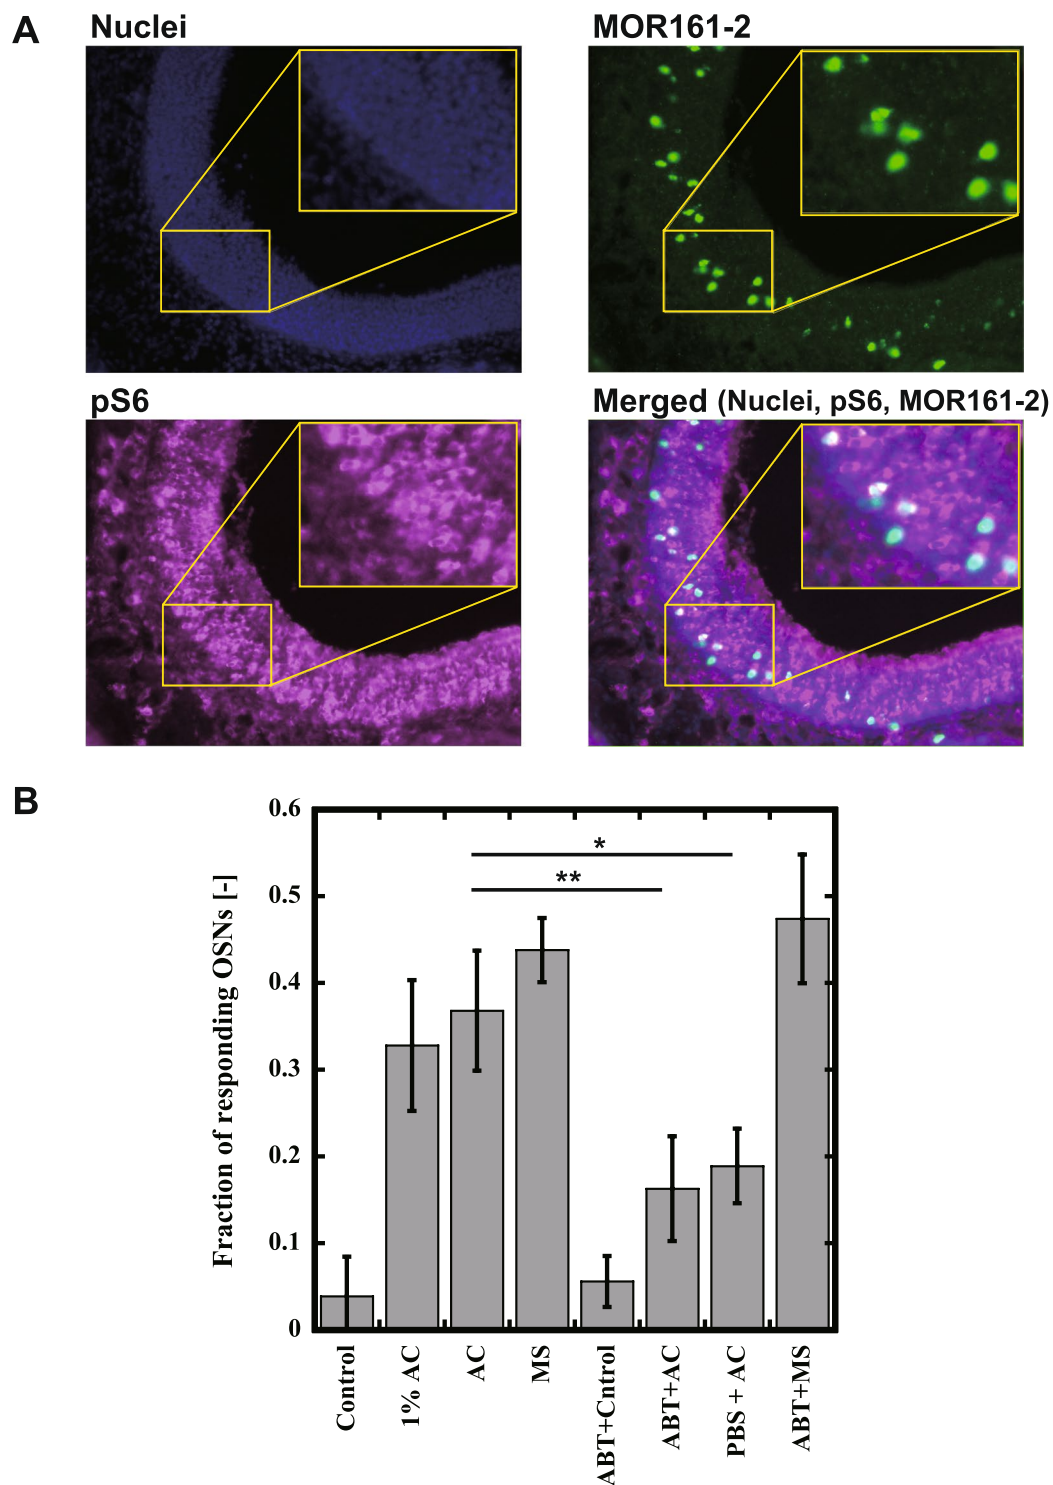 A
Nuclei
MOR161-2
pS6
Merged (Nuclei, pS6, MOR161-2)
B
Fraction of responding OSNs [-]
0.6
0.5
0.4
0.3
0.2
0.1
0
*
**
Control
1% AC
AC
MS
ABT+Cntrol
ABT+AC
PBS + AC
ABT+MS